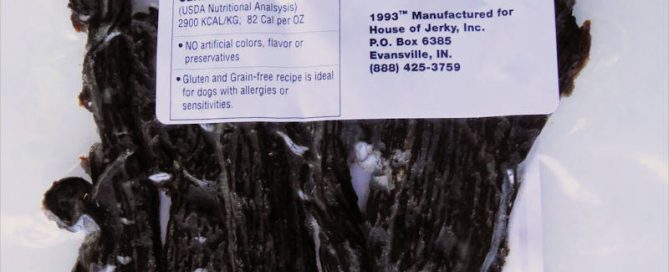 (USDA Nutritional Analsysis)
2900 KCAL/KG; 82 Cal per OZ
• NO artificial colors, flavor or
preservatives
• Gluten and Grain-free recipe is ideal
for dogs with allergies or
sensitivities.
1993™ Manufactured for
House of Jerky, Inc.
P.O. Box 6385
Evansville, IN.
(888) 425-3759